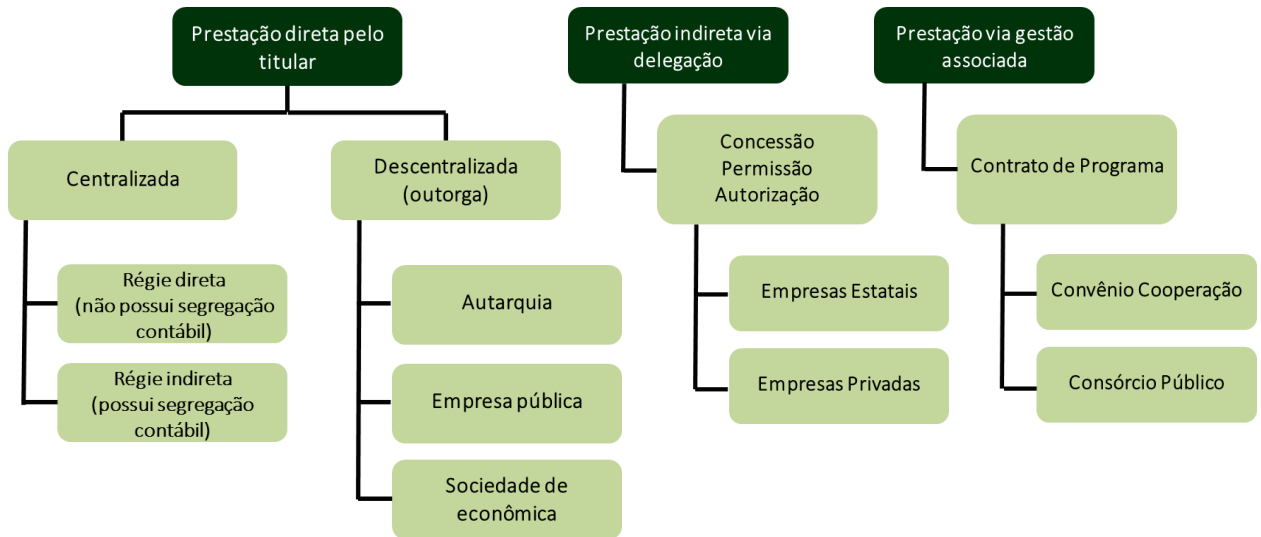 Prestação direta pelo
titular
Centralizada
Régie direta
(não possui segregação
contábil)
Régie indireta
(possui segregação
contábil)
Descentralizada
(outorga)
Autarquia
Empresa pública
Sociedade de
econômica
Prestação indireta via
delegação
Concessão
Permissão
Autorização
Empresas Estatais
Empresas Privadas
Prestação via gestão
associada
Contrato de Programa
Convênio Cooperação
Consórcio Público